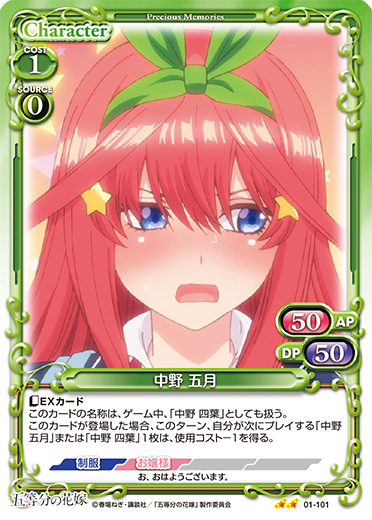 Precious Memories
Character
COST
1
SOURCE
0
50 AP
DP 50
中野 五月
EXカード
このカードの名称は、ゲーム中、「中野 四葉」としても扱う。
このカードが登場した場合、このターン、自分が次にプレイする「中野
五月」または「中野 四葉」1枚は、使用コスト－1を得る。
制服 お嬢様
お、おはようございます。
五等分の花嫁
©春場ねぎ・講談社／「五等分の花嫁」製作委員会
01-101